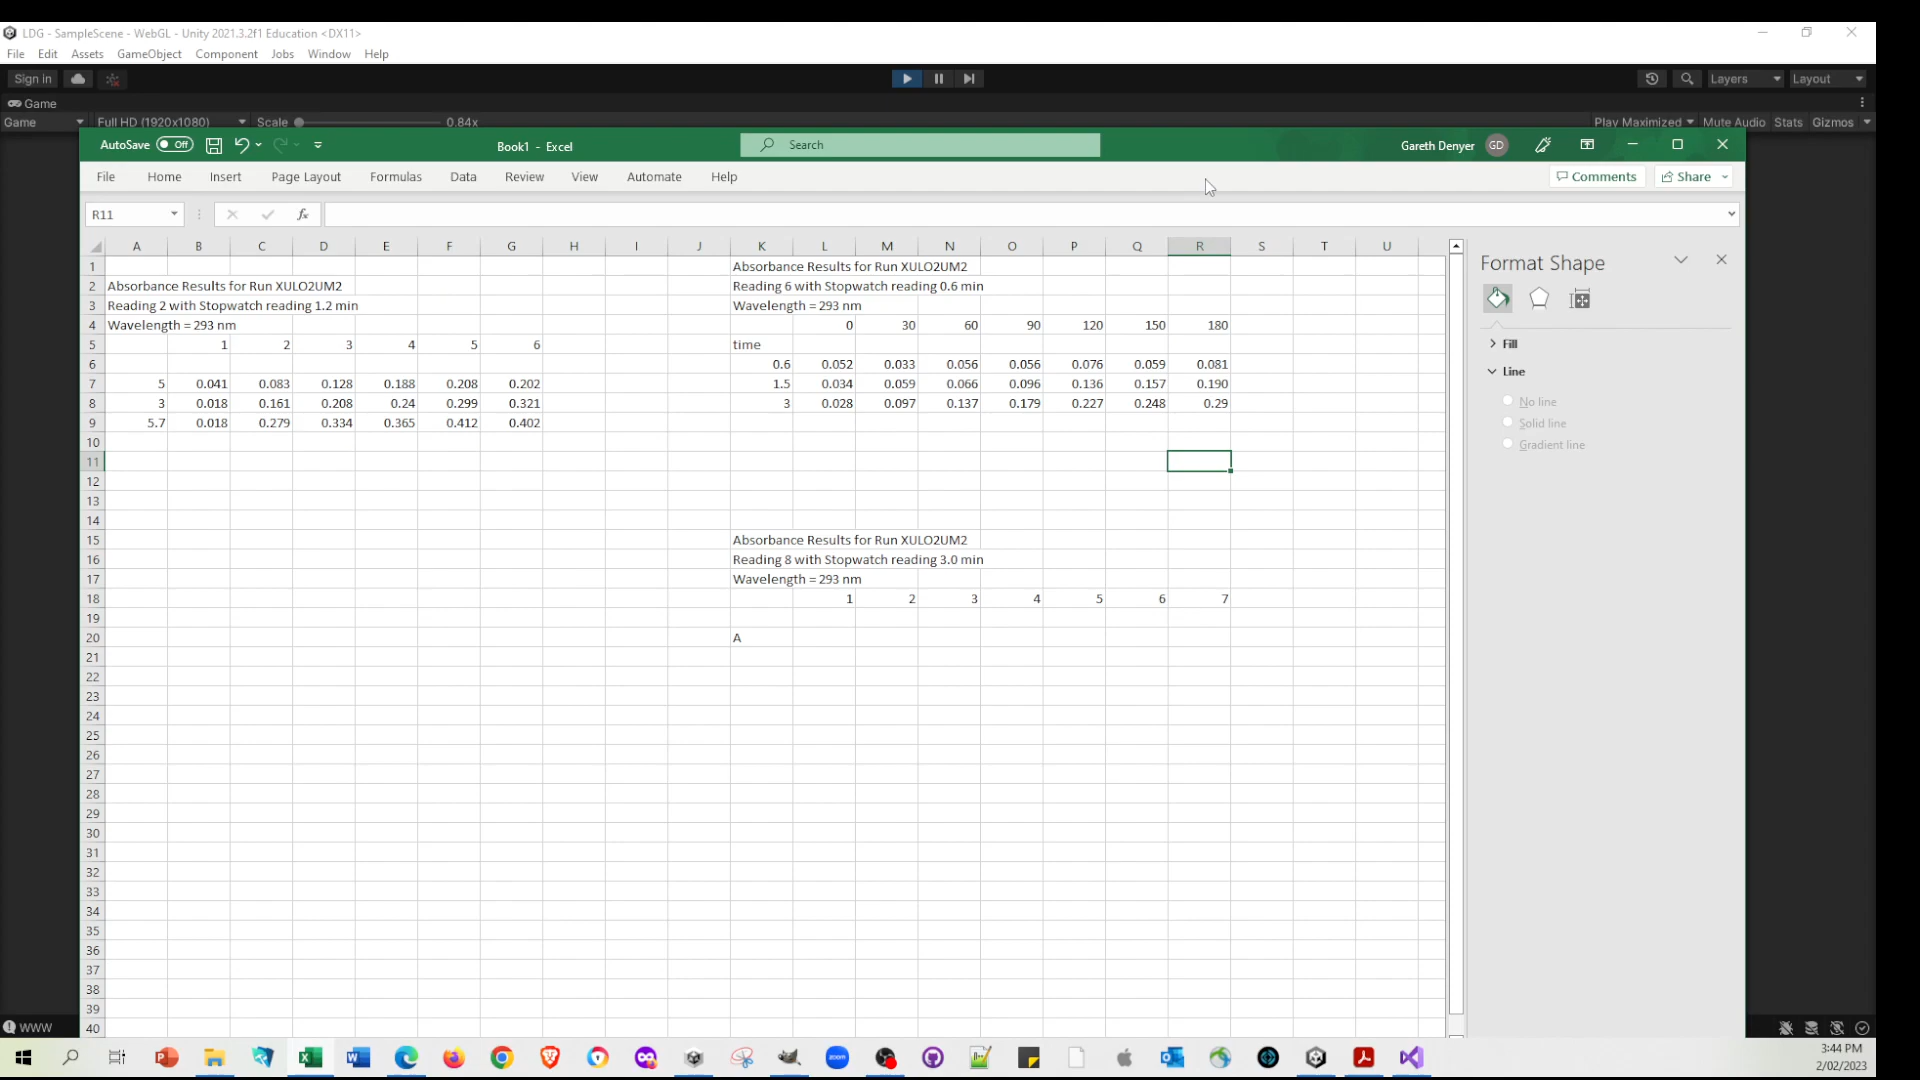 LDG - SampleScene - WebGL - Unity 2021.3.2f1 Education <DX11>
File Edit Assets GameObject Component Jobs Window Help
Sign in Layers Layout
Game
Game Full HD (1920x1080) Scale 0.84x Play Maximized Mute Audio Stats Gizmos
AutoSave Off Book1 - Excel Search Gareth Denyer GD
File Home Insert Page Layout Formulas Data Review View Automate Help Comments Share
R11 fx
A B C D E F G H I J K L M N O P Q R S T U
1 Absorbance Results for Run XULO2UM2
2 Absorbance Results for Run XULO2UM2 Reading 6 with Stopwatch reading 0.6 min
3 Reading 2 with Stopwatch reading 1.2 min Wavelength = 293 nm
4 Wavelength = 293 nm 0 30 60 90 120 150 180
5 1 2 3 4 5 6 time
6 0.6 0.052 0.033 0.056 0.056 0.076 0.059 0.081
7 5 0.041 0.083 0.128 0.188 0.208 0.202 1.5 0.034 0.059 0.066 0.096 0.136 0.157 0.190
8 3 0.018 0.161 0.208 0.24 0.299 0.321 3 0.028 0.097 0.137 0.179 0.227 0.248 0.29
9 5.7 0.018 0.279 0.334 0.365 0.412 0.402
10
11
12
13
14
15 Absorbance Results for Run XULO2UM2
16 Reading 8 with Stopwatch reading 3.0 min
17 Wavelength = 293 nm
18 1 2 3 4 5 6 7
19
20 A
21
22
23
24
25
26
27
28
29
30
31
32
33
34
35
36
37
38
39
40
Format Shape
Fill
Line
No line
Solid line
Gradient line
WWW
zoom
3:44 PM
2/02/2023